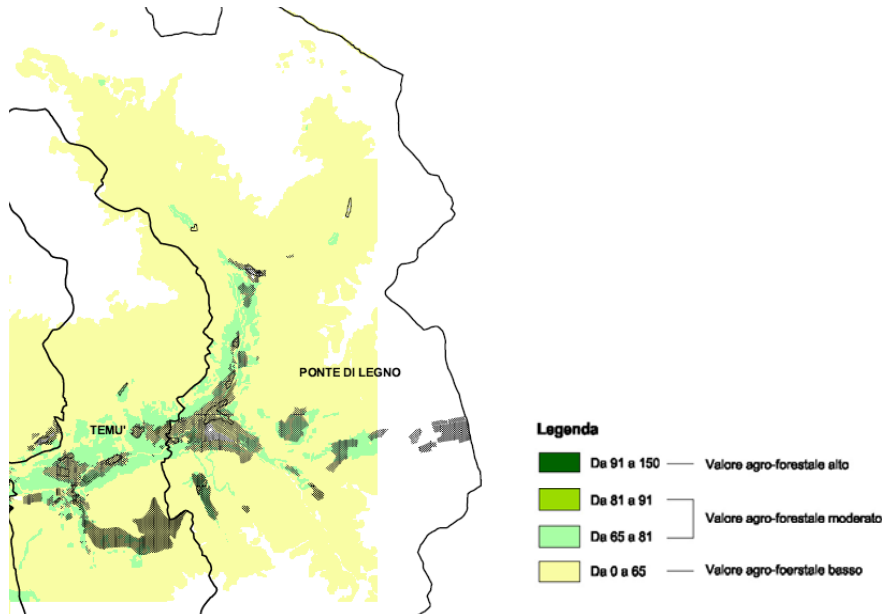 PONTE DI LEGNO
TEMU'
Legenda
Da 91 a 150
Valore agro-forestale alto
Da 81 a 91
Valore agro-forestale moderato
Da 65 a 81
Da 0 a 65
Valore agro-foerstale basso